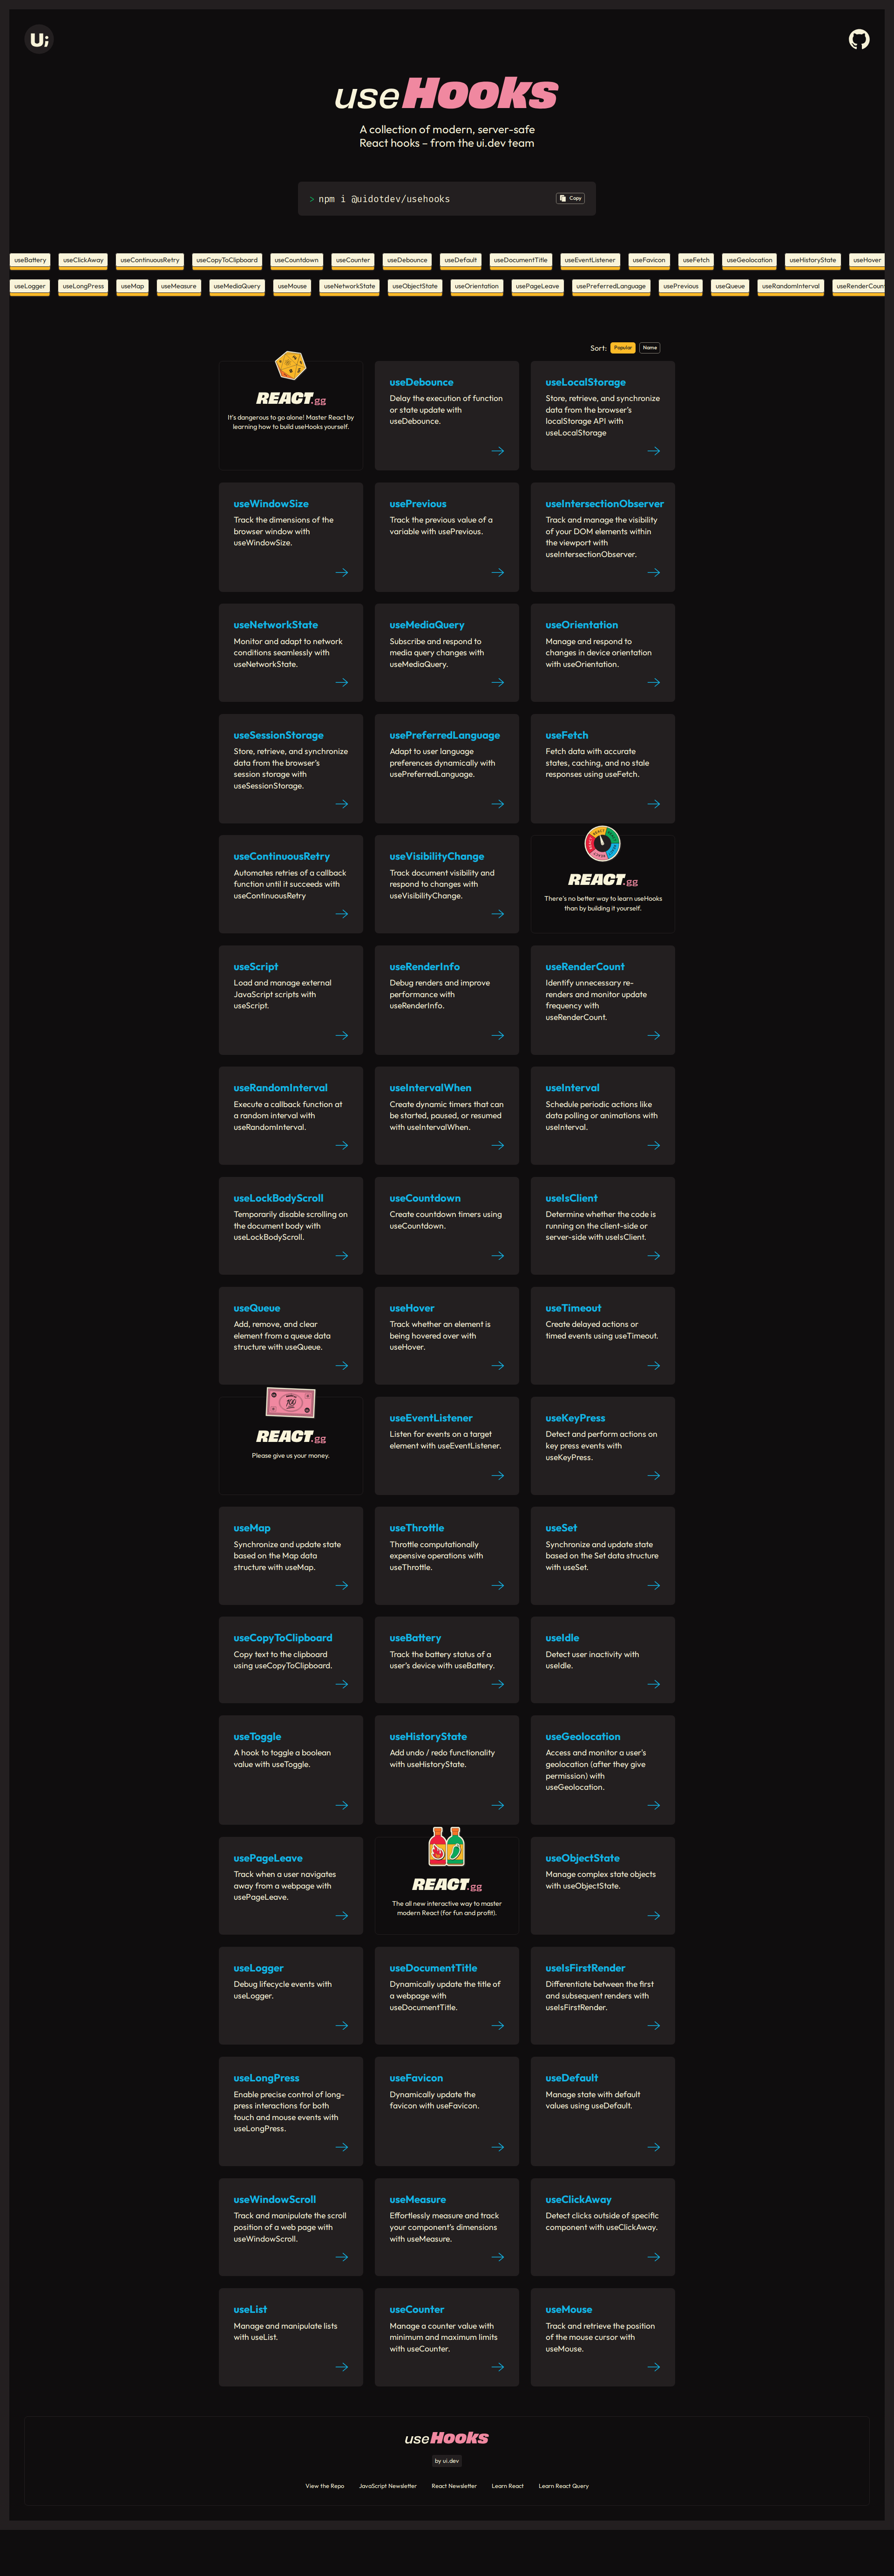 U;
useHooks
A collection of modern, server-safe
React hooks – from the ui.dev team
> npm i @uidotdev/usehooks
Copy
useBattery useClickAway useContinuousRetry useCopyToClipboard useCountdown useCounter useDebounce useDefault useDocumentTitle useEventListener useFavicon useFetch useGeolocation useHistoryState useHover
useLogger useLongPress useMap useMeasure useMediaQuery useMouse useNetworkState useObjectState useOrientation usePageLeave usePreferredLanguage usePrevious useQueue useRandomInterval useRenderCount
Sort: Popular Name
REACT.gg
It's dangerous to go alone! Master React by
learning how to build useHooks yourself.
useDebounce
Delay the execution of function
or state update with
useDebounce.
useLocalStorage
Store, retrieve, and synchronize
data from the browser's
localStorage API with
useLocalStorage
useWindowSize
Track the dimensions of the
browser window with
useWindowSize.
usePrevious
Track the previous value of a
variable with usePrevious.
useIntersectionObserver
Track and manage the visibility
of your DOM elements within
the viewport with
useIntersectionObserver.
useNetworkState
Monitor and adapt to network
conditions seamlessly with
useNetworkState.
useMediaQuery
Subscribe and respond to
media query changes with
useMediaQuery.
useOrientation
Manage and respond to
changes in device orientation
with useOrientation.
useSessionStorage
Store, retrieve, and synchronize
data from the browser's
session storage with
useSessionStorage.
usePreferredLanguage
Adapt to user language
preferences dynamically with
usePreferredLanguage.
useFetch
Fetch data with accurate
states, caching, and no stale
responses using useFetch.
useContinuousRetry
Automates retries of a callback
function until it succeeds with
useContinuousRetry
useVisibilityChange
Track document visibility and
respond to changes with
useVisibilityChange.
REACT.gg
There's no better way to learn useHooks
than by building it yourself.
useScript
Load and manage external
JavaScript scripts with
useScript.
useRenderInfo
Debug renders and improve
performance with
useRenderInfo.
useRenderCount
Identify unnecessary re-
renders and monitor update
frequency with
useRenderCount.
useRandomInterval
Execute a callback function at
a random interval with
useRandomInterval.
useIntervalWhen
Create dynamic timers that can
be started, paused, or resumed
with useIntervalWhen.
useInterval
Schedule periodic actions like
data polling or animations with
useInterval.
useLockBodyScroll
Temporarily disable scrolling on
the document body with
useLockBodyScroll.
useCountdown
Create countdown timers using
useCountdown.
useIsClient
Determine whether the code is
running on the client-side or
server-side with useIsClient.
useQueue
Add, remove, and clear
element from a queue data
structure with useQueue.
useHover
Track whether an element is
being hovered over with
useHover.
useTimeout
Create delayed actions or
timed events using useTimeout.
100
REACT.gg
Please give us your money.
useEventListener
Listen for events on a target
element with useEventListener.
useKeyPress
Detect and perform actions on
key press events with
useKeyPress.
useMap
Synchronize and update state
based on the Map data
structure with useMap.
useThrottle
Throttle computationally
expensive operations with
useThrottle.
useSet
Synchronize and update state
based on the Set data structure
with useSet.
useCopyToClipboard
Copy text to the clipboard
using useCopyToClipboard.
useBattery
Track the battery status of a
user's device with useBattery.
useIdle
Detect user inactivity with
useIdle.
useToggle
A hook to toggle a boolean
value with useToggle.
useHistoryState
Add undo / redo functionality
with useHistoryState.
useGeolocation
Access and monitor a user's
geolocation (after they give
permission) with
useGeolocation.
usePageLeave
Track when a user navigates
away from a webpage with
usePageLeave.
REACT.gg
The all new interactive way to master
modern React (for fun and profit).
useObjectState
Manage complex state objects
with useObjectState.
useLogger
Debug lifecycle events with
useLogger.
useDocumentTitle
Dynamically update the title of
a webpage with
useDocumentTitle.
useIsFirstRender
Differentiate between the first
and subsequent renders with
useIsFirstRender.
useLongPress
Enable precise control of long-
press interactions for both
touch and mouse events with
useLongPress.
useFavicon
Dynamically update the
favicon with useFavicon.
useDefault
Manage state with default
values using useDefault.
useWindowScroll
Track and manipulate the scroll
position of a web page with
useWindowScroll.
useMeasure
Effortlessly measure and track
your component's dimensions
with useMeasure.
useClickAway
Detect clicks outside of specific
component with useClickAway.
useList
Manage and manipulate lists
with useList.
useCounter
Manage a counter value with
minimum and maximum limits
with useCounter.
useMouse
Track and retrieve the position
of the mouse cursor with
useMouse.
useHooks
by ui.dev
View the Repo JavaScript Newsletter React Newsletter Learn React Learn React Query